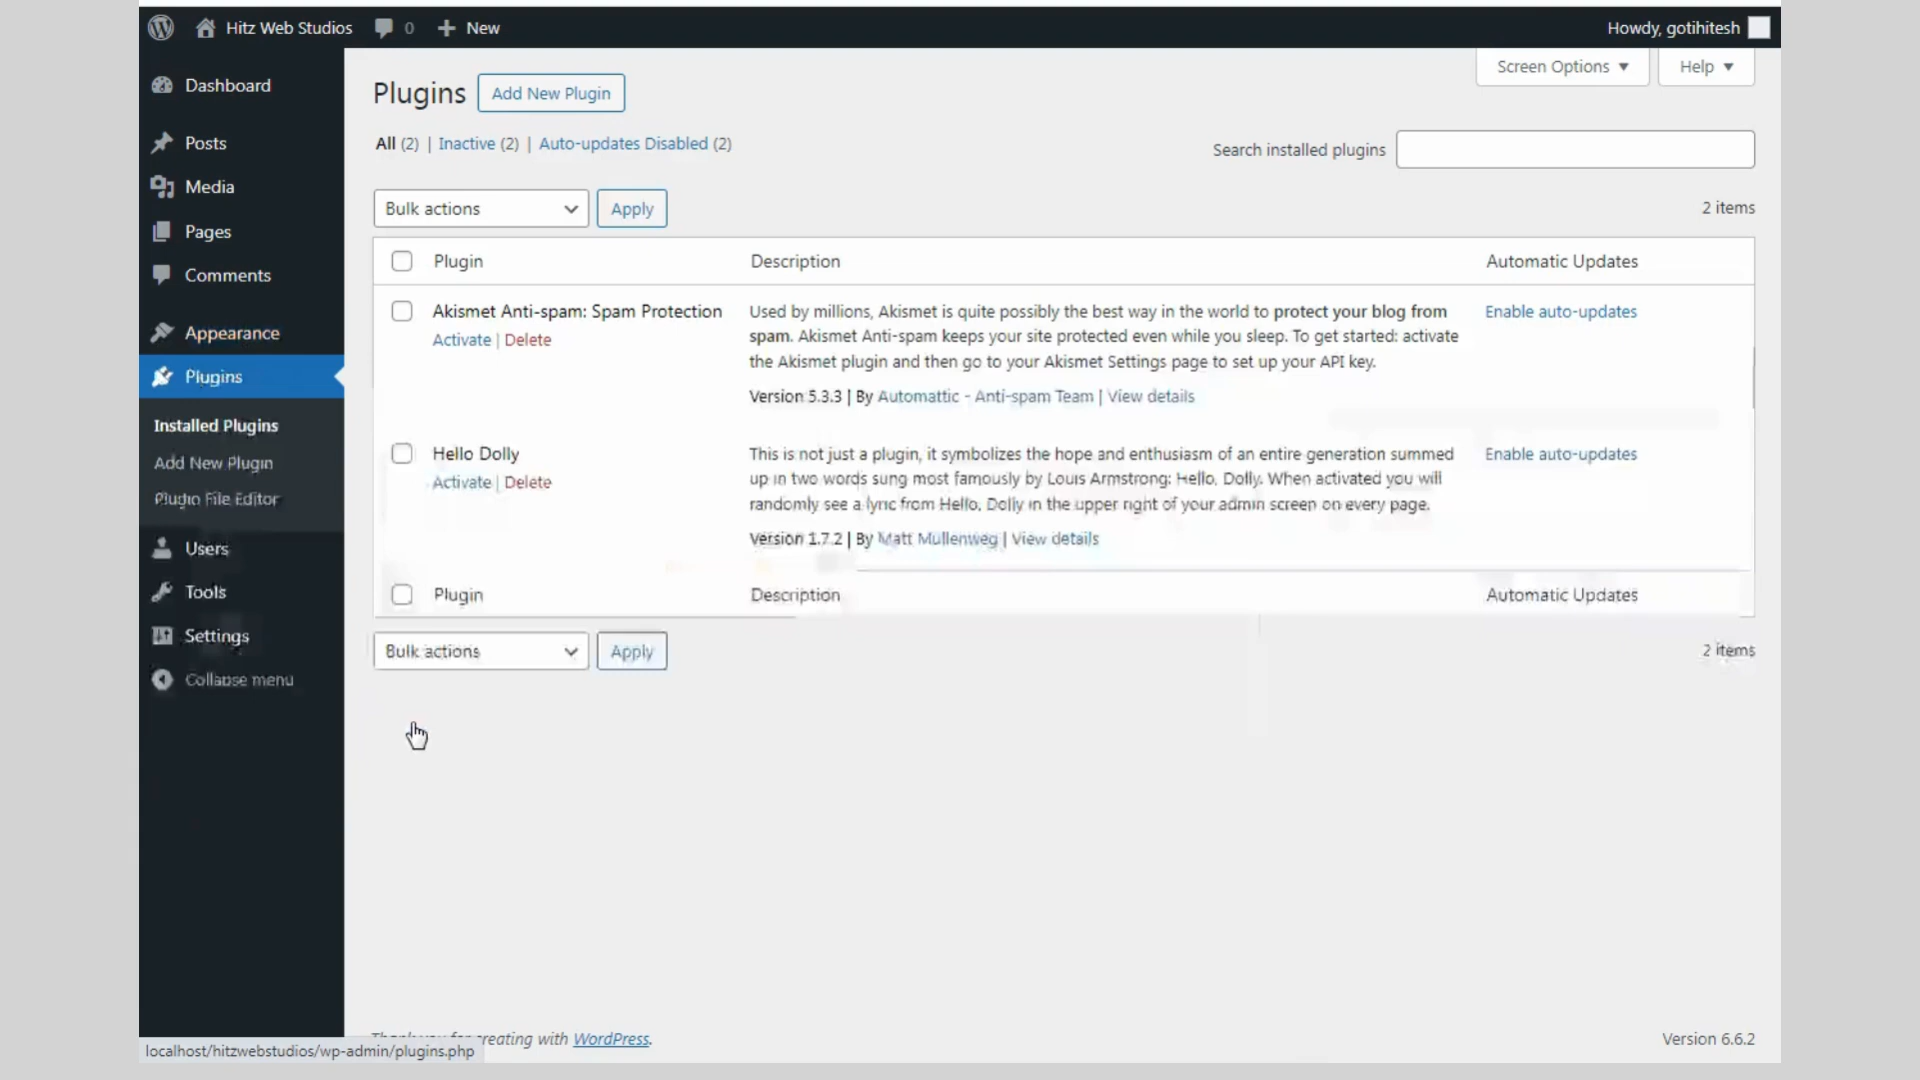 Hitz Web Studios 0 New Howdy, gotihitesh
Screen Options Help
Dashboard
Posts
Media
Pages
Comments
Appearance
Plugins
Installed Plugins
Add New Plugin
Plugin File Editor
Users
Tools
Settings
Collapse menu
Plugins Add New Plugin
All (2) | Inactive (2) | Auto-updates Disabled (2)
Search installed plugins
Bulk actions Apply 2 items
Plugin Description Automatic Updates
Akismet Anti-spam: Spam Protection
Activate | Delete
Used by millions, Akismet is quite possibly the best way in the world to protect your blog from
spam. Akismet Anti-spam keeps your site protected even while you sleep. To get started: activate
the Akismet plugin and then go to your Akismet Settings page to set up your API key.
Version 5.3.3 | By Automattic - Anti-spam Team | View details
Enable auto-updates
Hello Dolly
Activate | Delete
This is not just a plugin, it symbolizes the hope and enthusiasm of an entire generation summed
up in two words sung most famously by Louis Armstrong: Hello, Dolly. When activated you will
randomly see a lyric from Hello, Dolly in the upper right of your admin screen on every page.
Version 1.7.2 | By Matt Mullenweg | View details
Enable auto-updates
Plugin Description Automatic Updates
Bulk actions Apply 2 items
creating with WordPress. Version 6.6.2
localhost/hitzwebstudios/wp-admin/plugins.php